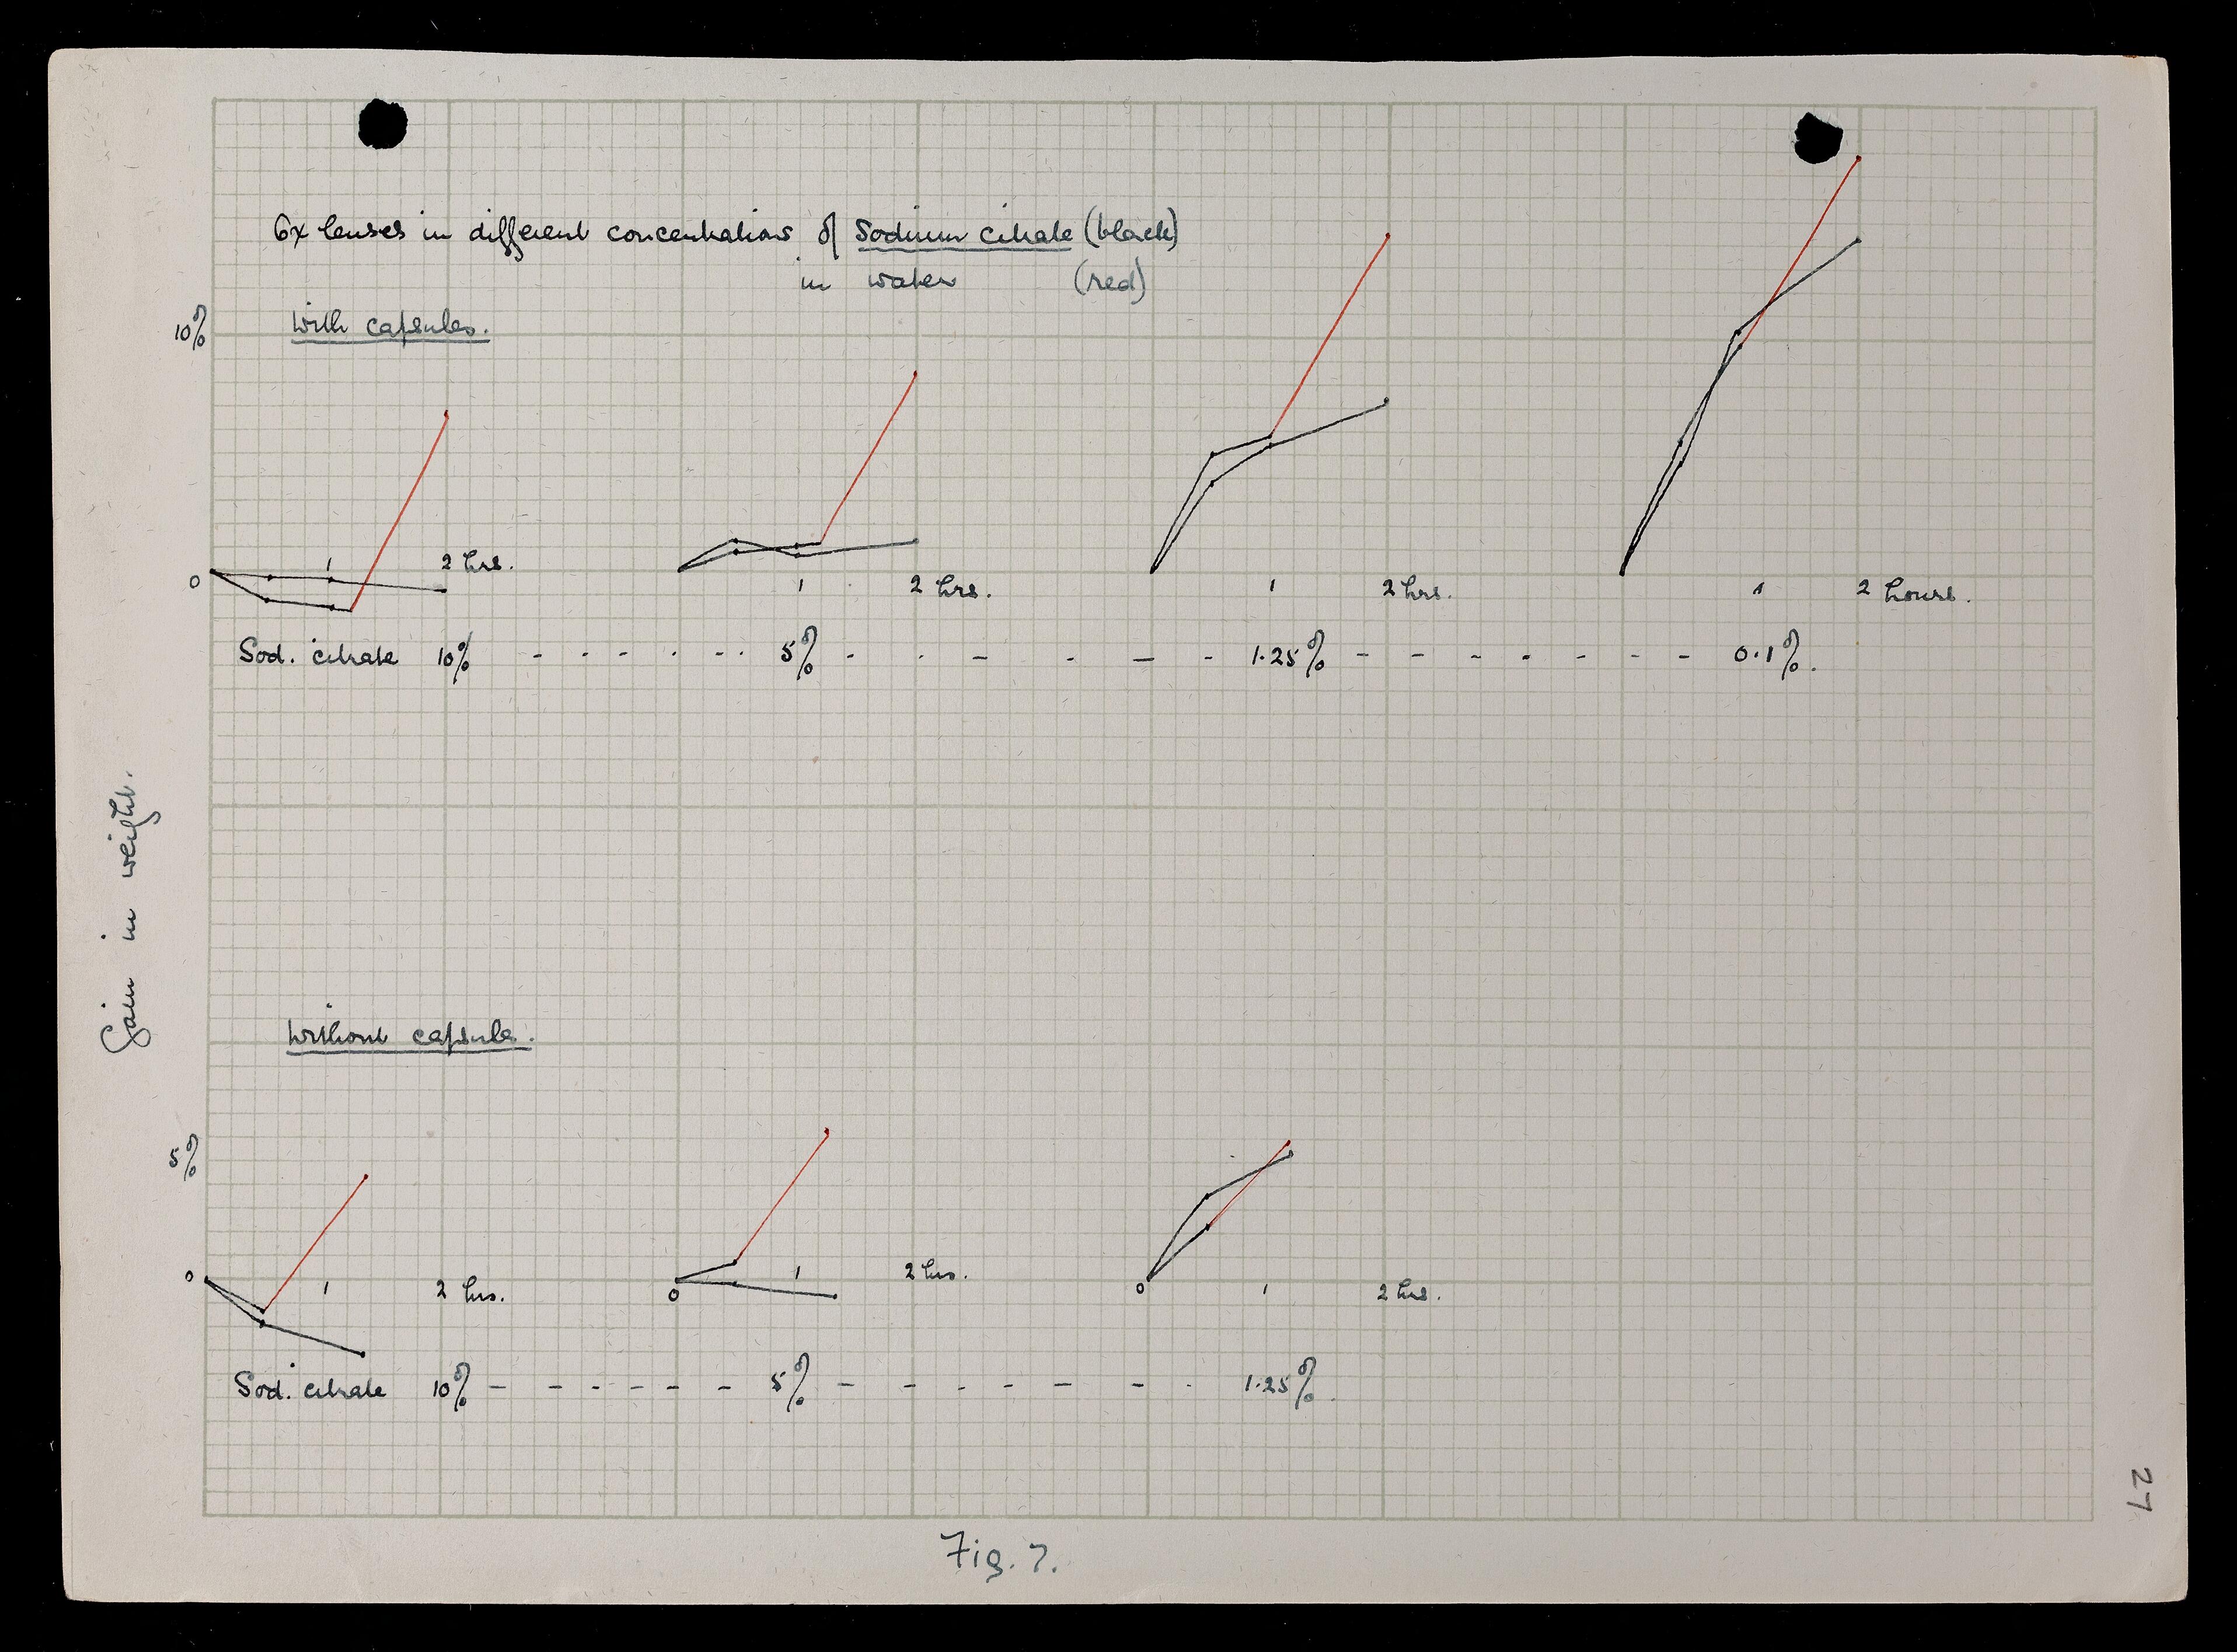 Ox lenses in different concentrations of Sodium citrate (black)
in water (red)
With capsules.
10%
0
1 2 hrs.
1 2 hrs.
1 2 hrs.
1 2 hours.
Sod. citrate 10% - - - - - - 5% - - - - - - 1.25% - - - - - - - 0.1%.
Gain in weight.
Without capsule.
5%
0
1 2 hrs.
0 1 2 hrs.
0 1 2 hrs.
Sod. citrate 10% - - - - - - 5% - - - - - - 1.25%.
Fig. 7.
27